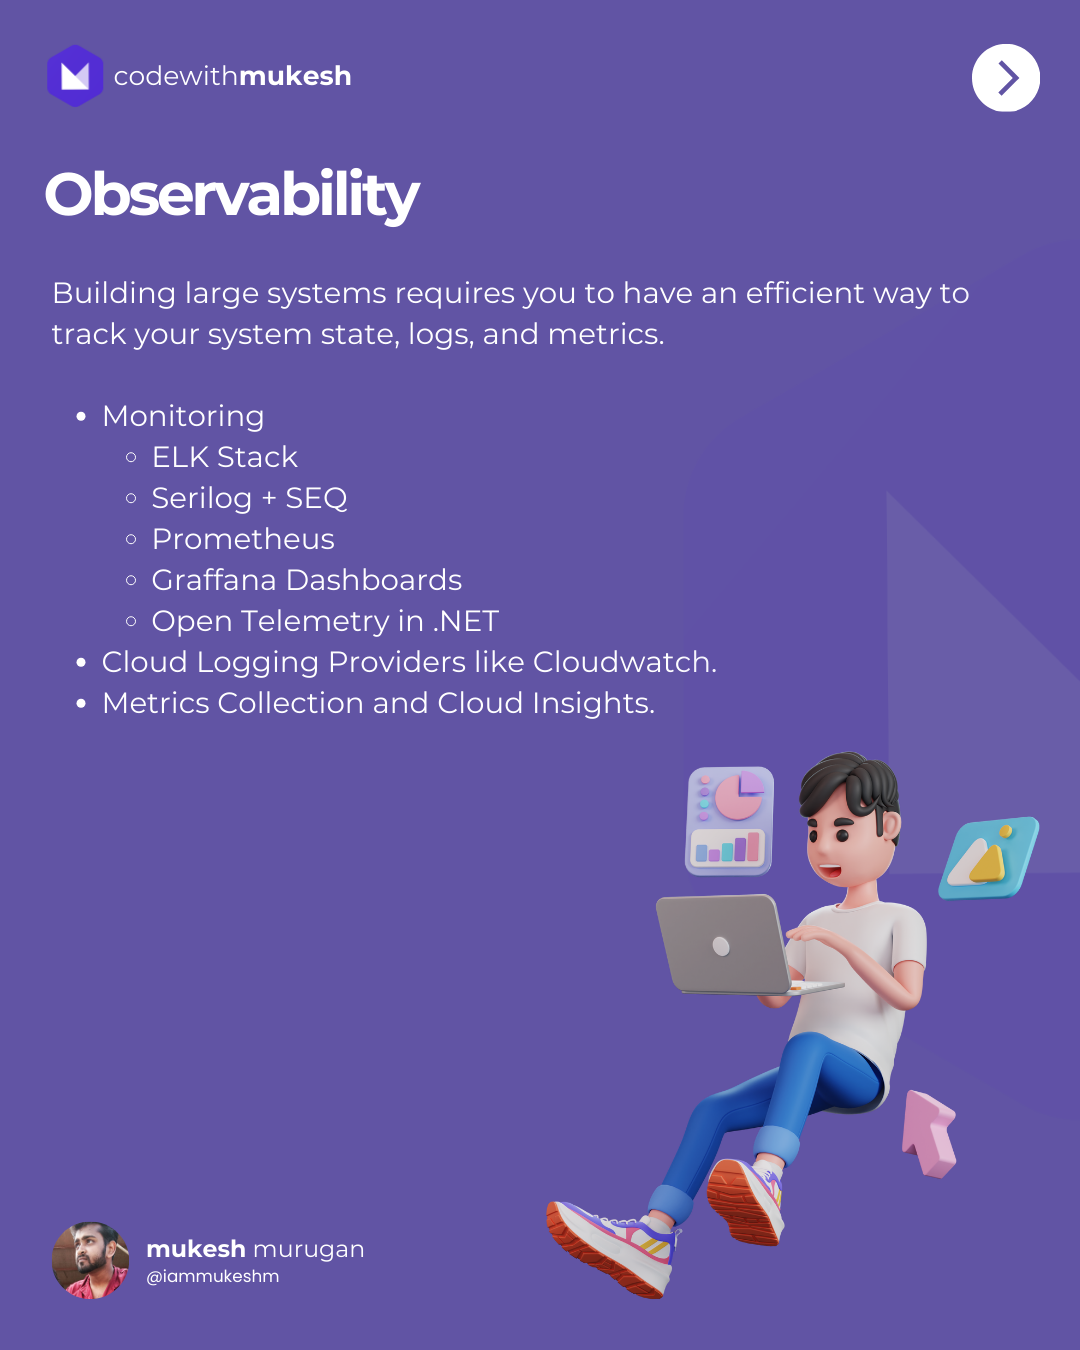 codewithmukesh
Observability
Building large systems requires you to have an efficient way to
track your system state, logs, and metrics.
Monitoring
ELK Stack
Serilog + SEQ
Prometheus
Graffana Dashboards
Open Telemetry in .NET
Cloud Logging Providers like Cloudwatch.
Metrics Collection and Cloud Insights.
mukesh murugan
@iammukeshm